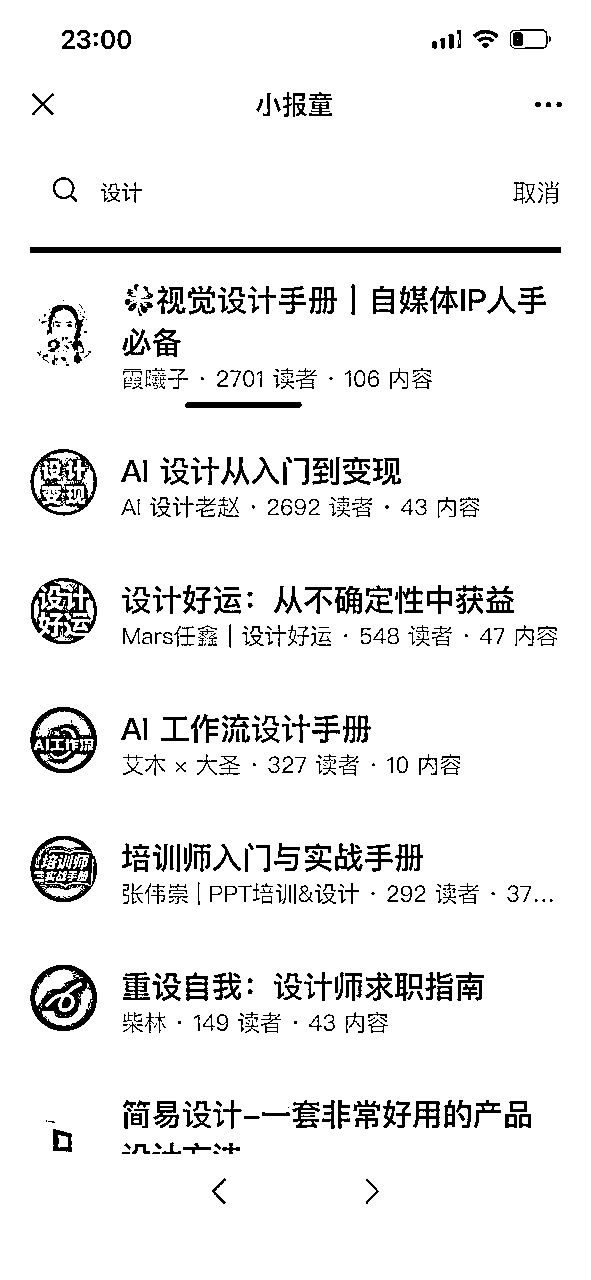 23:00
小报童
设计
取消
视觉设计手册｜自媒体IP人手
必备
霞曦子 · 2701 读者 · 106 内容
设计
变现
AI 设计从入门到变现
AI 设计老赵 · 2692 读者 · 43 内容
设计
好运
设计好运：从不确定性中获益
Mars任鑫｜设计好运 · 548 读者 · 47 内容
AI工作流
AI 工作流设计手册
艾木 × 大圣 · 327 读者 · 10 内容
培训师
实战手册
培训师入门与实战手册
张伟崇 | PPT培训&设计 · 292 读者 · 37...
重设自我：设计师求职指南
柴林 · 149 读者 · 43 内容
简易设计–一套非常好用的产品
设计方法